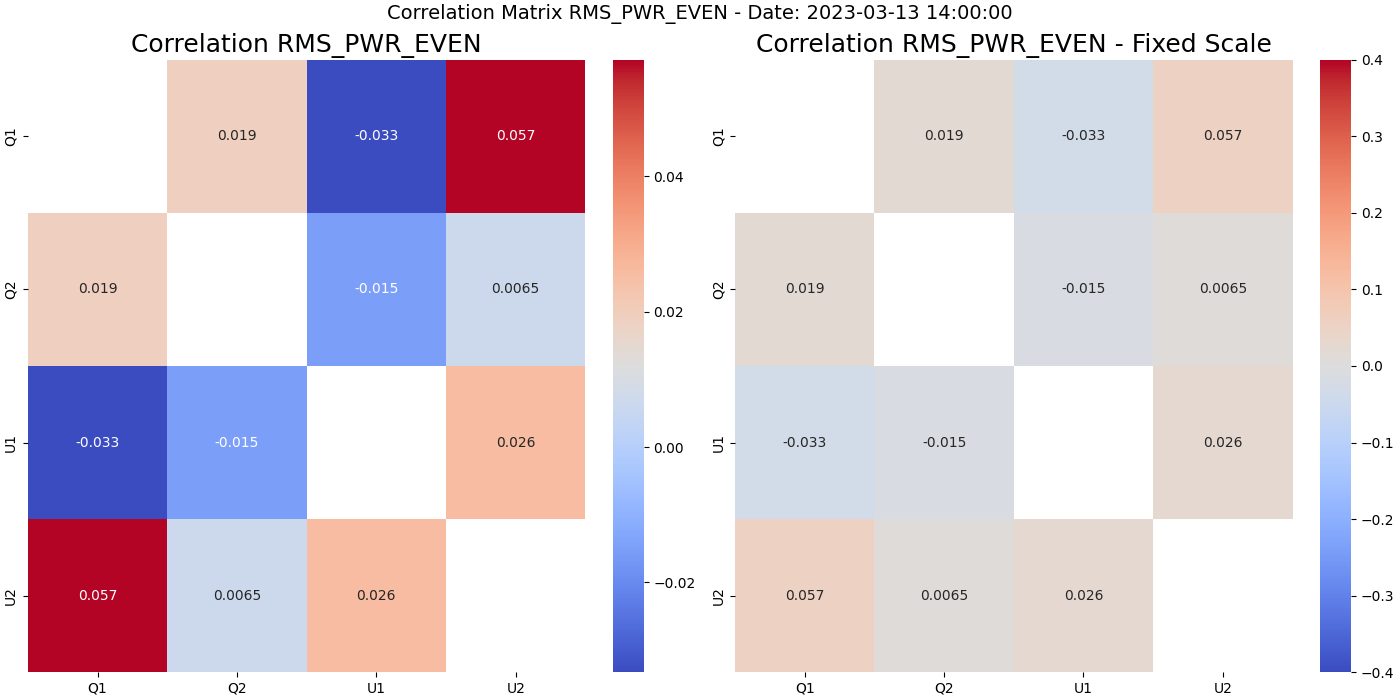 Correlation Matrix RMS_PWR_EVEN - Date: 2023-03-13 14:00:00
Correlation RMS_PWR_EVEN
Q1
0.019
-0.033
0.057
Q2
0.019
-0.015
0.0065
U1
-0.033
-0.015
0.026
U2
0.057
0.0065
0.026
Q1
Q2
U1
U2
0.04
0.02
0.00
−0.02
Correlation RMS_PWR_EVEN - Fixed Scale
Q1
0.019
-0.033
0.057
Q2
0.019
-0.015
0.0065
U1
-0.033
-0.015
0.026
U2
0.057
0.0065
0.026
Q1
Q2
U1
U2
0.4
0.3
0.2
0.1
0.0
−0.1
−0.2
−0.3
−0.4